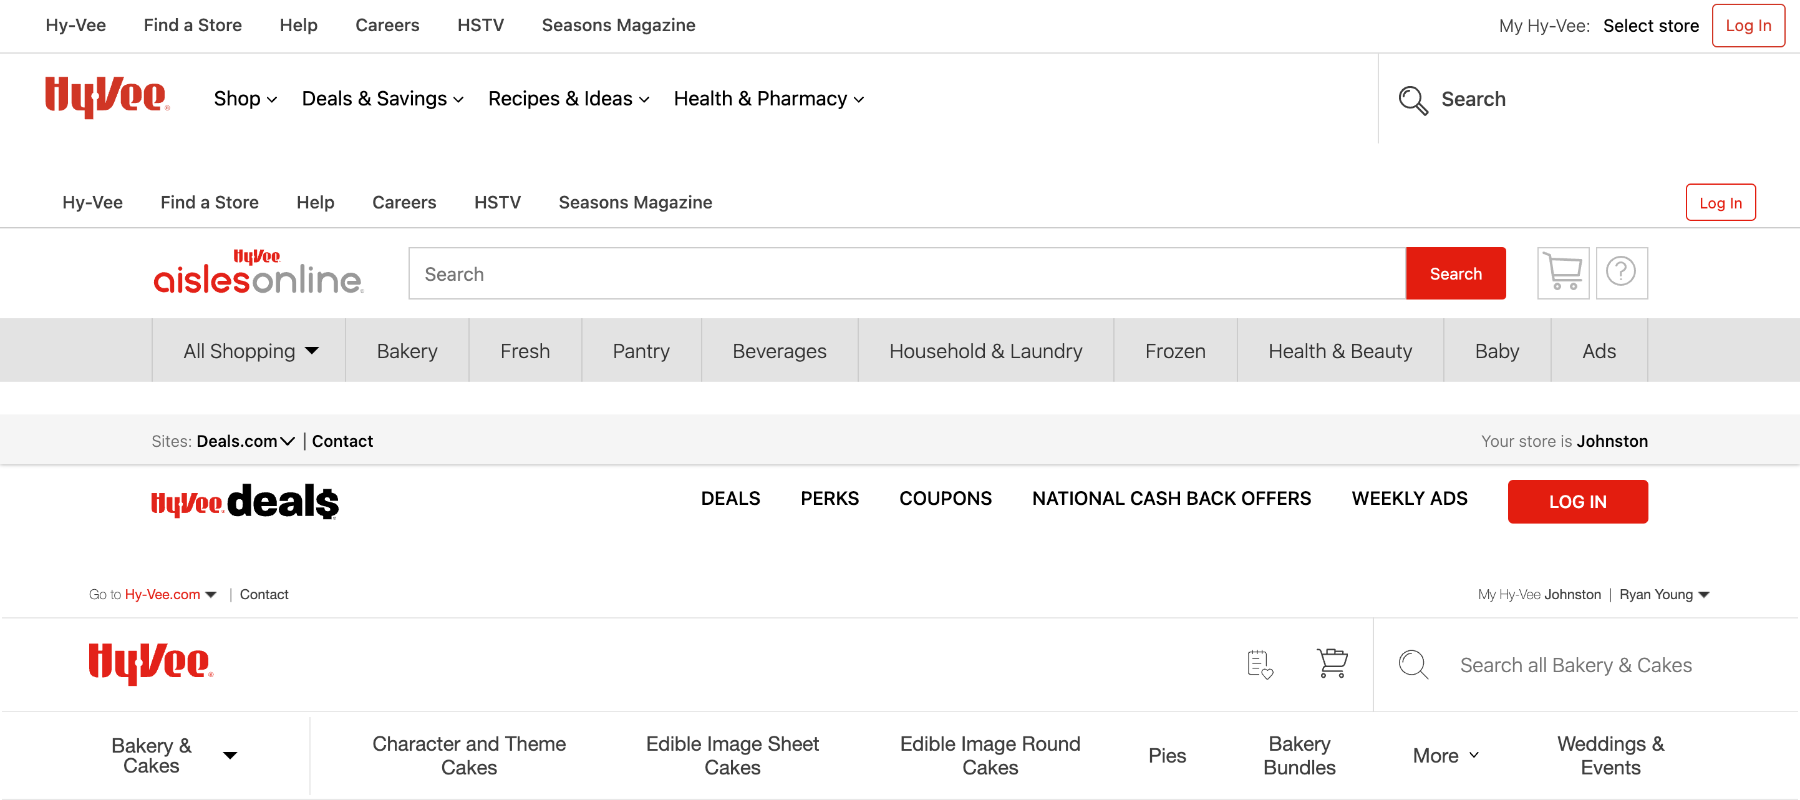 Hy-Vee Find a Store Help Careers HSTV Seasons Magazine My Hy-Vee: Select store Log In
HyVee® Shop Deals & Savings Recipes & Ideas Health & Pharmacy Search
Hy-Vee Find a Store Help Careers HSTV Seasons Magazine Log In
HyVee
aislesonline® Search Search ?
All Shopping Bakery Fresh Pantry Beverages Household & Laundry Frozen Health & Beauty Baby Ads
Sites: Deals.com | Contact Your store is Johnston
HyVee deal$ DEALS PERKS COUPONS NATIONAL CASH BACK OFFERS WEEKLY ADS LOG IN
Go to Hy-Vee.com | Contact My Hy-Vee Johnston | Ryan Young
HyVee® Search all Bakery & Cakes
Bakery &
Cakes
Character and Theme
Cakes
Edible Image Sheet
Cakes
Edible Image Round
Cakes
Pies
Bakery
Bundles
More
Weddings &
Events